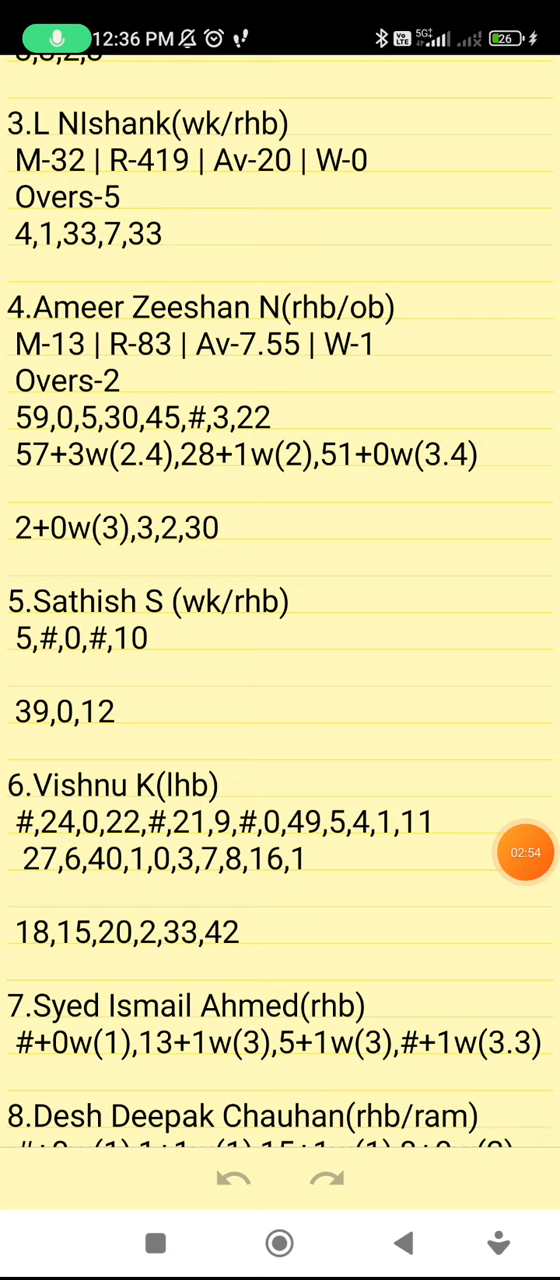 12:36 PM
Vo LTE 5G 26
3.L NIshank(wk/rhb)
M-32 | R-419 | Av-20 | W-0
Overs-5
4,1,33,7,33
4.Ameer Zeeshan N(rhb/ob)
M-13 | R-83 | Av-7.55 | W-1
Overs-2
59,0,5,30,45,#,3,22
57+3w(2.4),28+1w(2),51+0w(3.4)
2+0w(3),3,2,30
5.Sathish S (wk/rhb)
5,#,0,#,10
39,0,12
6.Vishnu K(lhb)
#,24,0,22,#,21,9,#,0,49,5,4,1,11
27,6,40,1,0,3,7,8,16,1
02:54
18,15,20,2,33,42
7.Syed Ismail Ahmed(rhb)
#+0w(1),13+1w(3),5+1w(3),#+1w(3.3)
8.Desh Deepak Chauhan(rhb/ram)